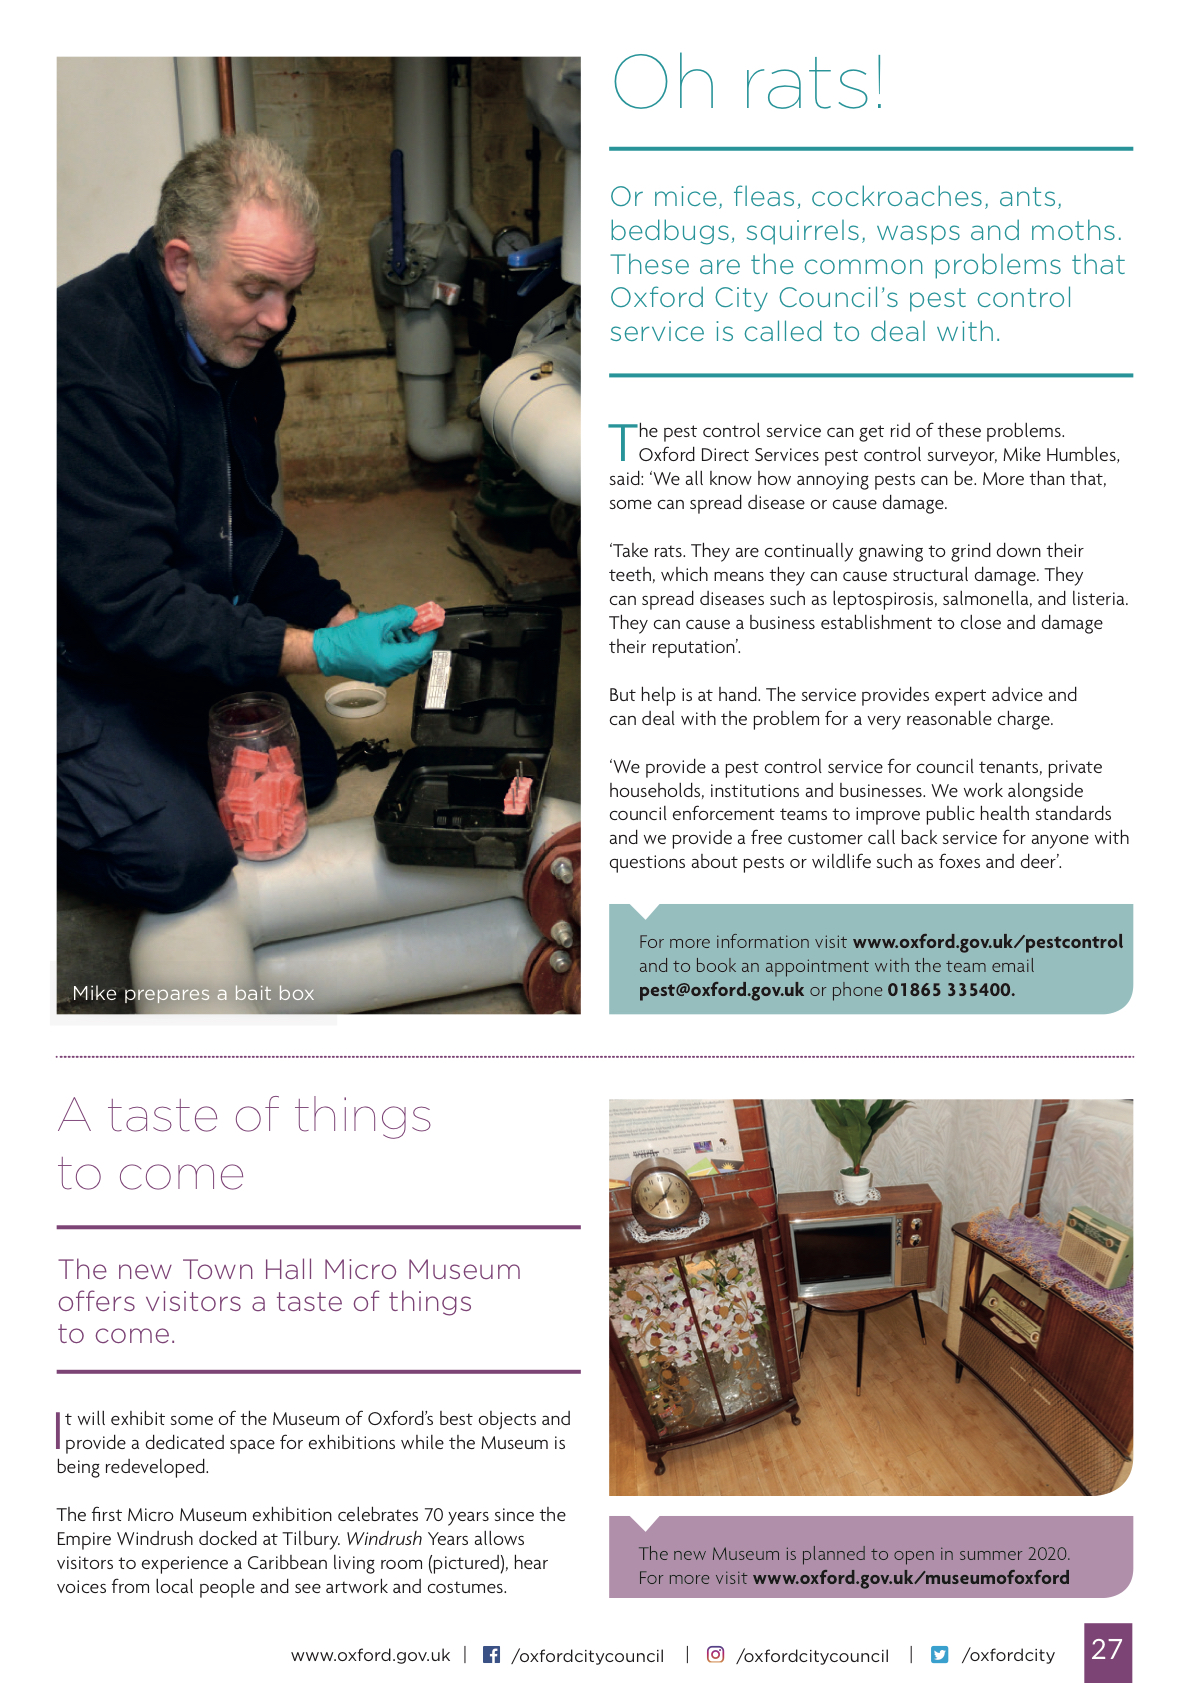 Oh rats!
Or mice, fleas, cockroaches, ants,
bedbugs, squirrels, wasps and moths.
These are the common problems that
Oxford City Council’s pest control
service is called to deal with.
The pest control service can get rid of these problems.
Oxford Direct Services pest control surveyor, Mike Humbles,
said: ‘We all know how annoying pests can be. More than that,
some can spread disease or cause damage.
‘Take rats. They are continually gnawing to grind down their
teeth, which means they can cause structural damage. They
can spread diseases such as leptospirosis, salmonella, and listeria.
They can cause a business establishment to close and damage
their reputation’.
But help is at hand. The service provides expert advice and
can deal with the problem for a very reasonable charge.
‘We provide a pest control service for council tenants, private
households, institutions and businesses. We work alongside
council enforcement teams to improve public health standards
and we provide a free customer call back service for anyone with
questions about pests or wildlife such as foxes and deer’.
For more information visit www.oxford.gov.uk/pestcontrol
and to book an appointment with the team email
pest@oxford.gov.uk or phone 01865 335400.
Mike prepares a bait box
A taste of things
to come
The new Town Hall Micro Museum
offers visitors a taste of things
to come.
It will exhibit some of the Museum of Oxford’s best objects and
provide a dedicated space for exhibitions while the Museum is
being redeveloped.
The first Micro Museum exhibition celebrates 70 years since the
Empire Windrush docked at Tilbury. Windrush Years allows
visitors to experience a Caribbean living room (pictured), hear
voices from local people and see artwork and costumes.
The new Museum is planned to open in summer 2020.
For more visit www.oxford.gov.uk/museumofoxford
www.oxford.gov.uk | /oxfordcitycouncil | /oxfordcitycouncil | /oxfordcity
27